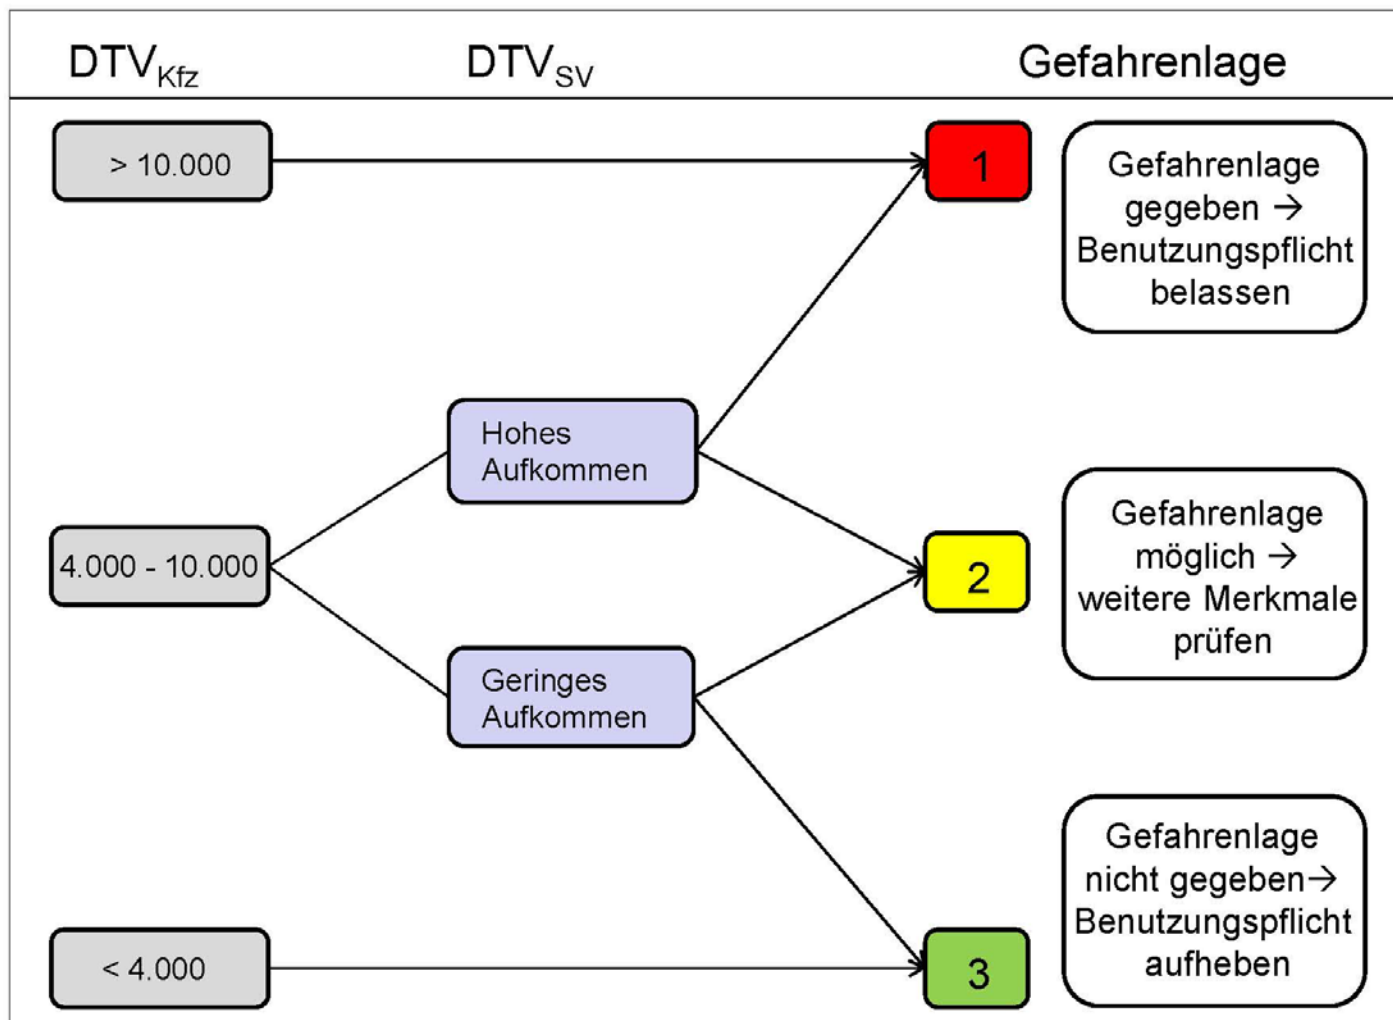 DTVKfz DTVSV Gefahrenlage
> 10.000
1
Gefahrenlage
gegeben →
Benutzungspflicht
belassen
Hohes
Aufkommen
4.000 - 10.000
2
Gefahrenlage
möglich →
weitere Merkmale
prüfen
Geringes
Aufkommen
< 4.000
3
Gefahrenlage
nicht gegeben→
Benutzungspflicht
aufheben